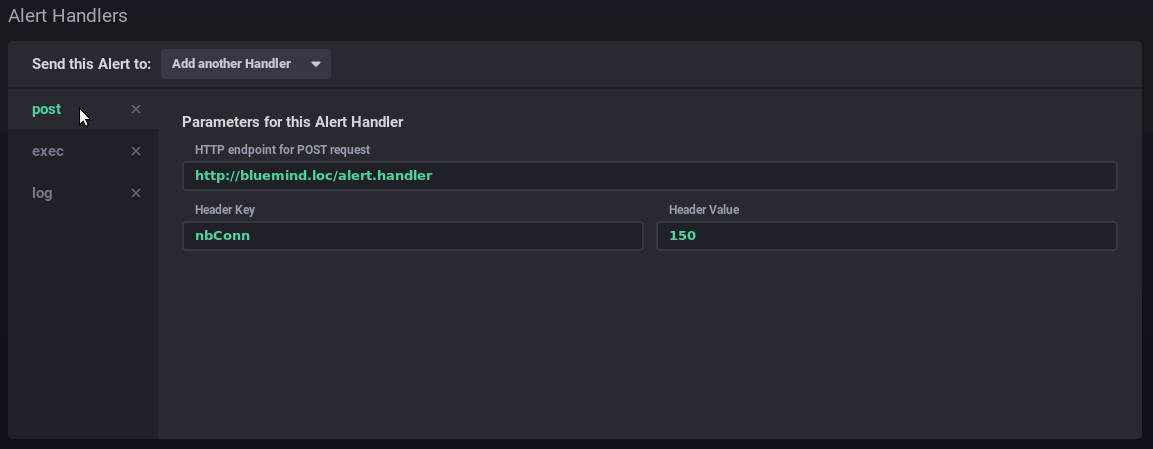 Alert Handlers
Send this Alert to: Add another Handler
post
exec
log
Parameters for this Alert Handler
HTTP endpoint for POST request
http://bluemind.loc/alert.handler
Header Key Header Value
nbConn 150